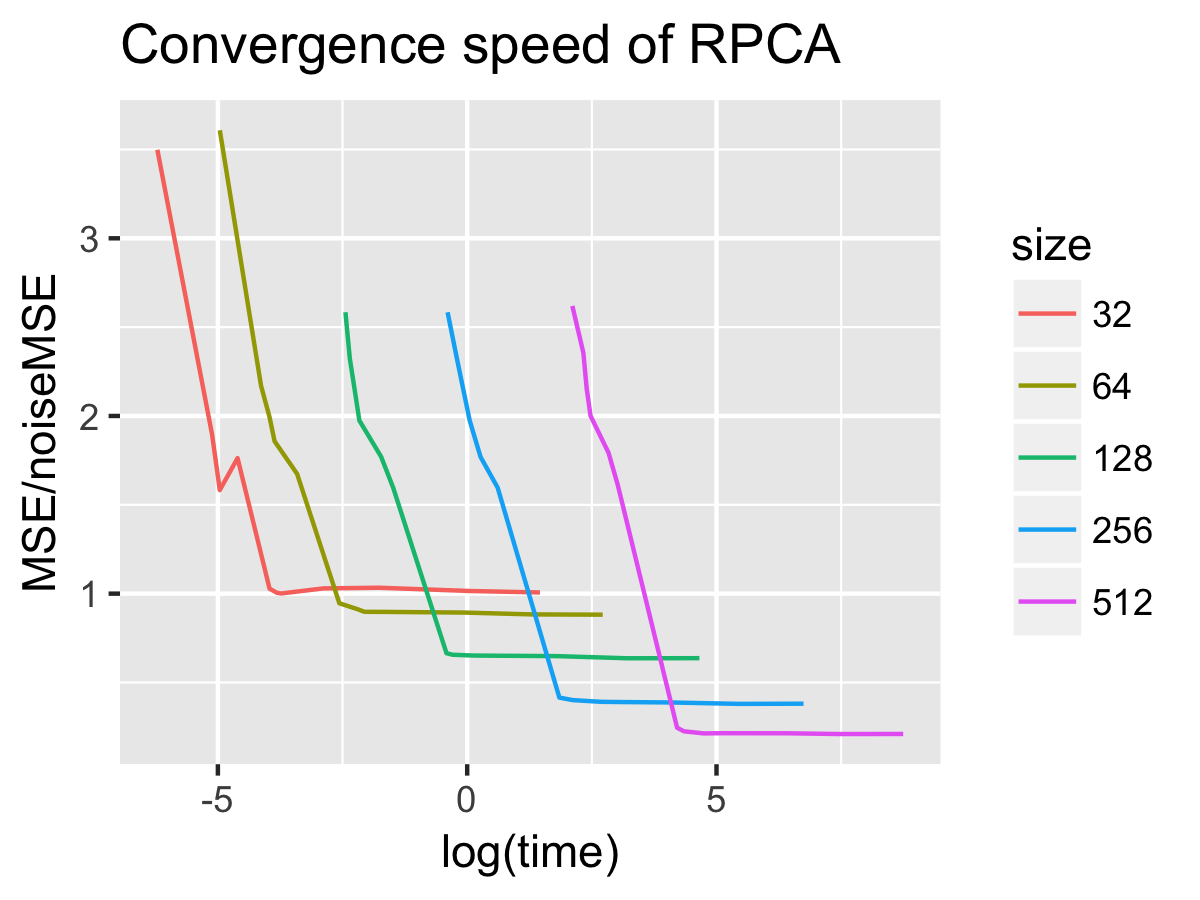 Convergence speed of RPCA
MSE/noiseMSE
3
2
1
-5
0
5
log(time)
size
32
64
128
256
512